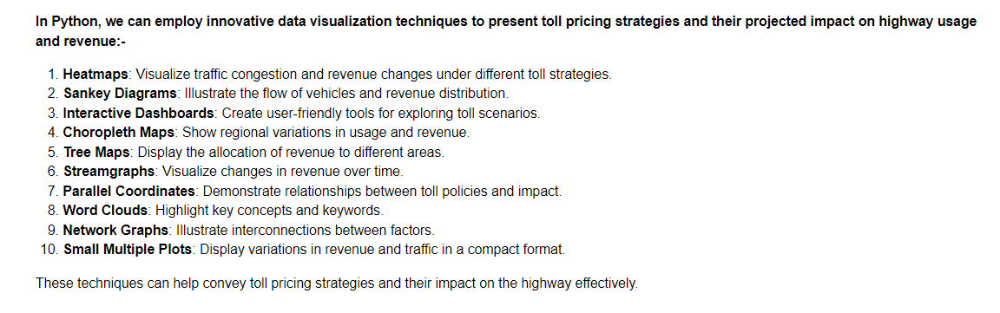 In Python, we can employ innovative data visualization techniques to present toll pricing strategies and their projected impact on highway usage
and revenue:-
1. Heatmaps: Visualize traffic congestion and revenue changes under different toll strategies.
2. Sankey Diagrams: Illustrate the flow of vehicles and revenue distribution.
3. Interactive Dashboards: Create user-friendly tools for exploring toll scenarios.
4. Choropleth Maps: Show regional variations in usage and revenue.
5. Tree Maps: Display the allocation of revenue to different areas.
6. Streamgraphs: Visualize changes in revenue over time.
7. Parallel Coordinates: Demonstrate relationships between toll policies and impact.
8. Word Clouds: Highlight key concepts and keywords.
9. Network Graphs: Illustrate interconnections between factors.
10. Small Multiple Plots: Display variations in revenue and traffic in a compact format.
These techniques can help convey toll pricing strategies and their impact on the highway effectively.